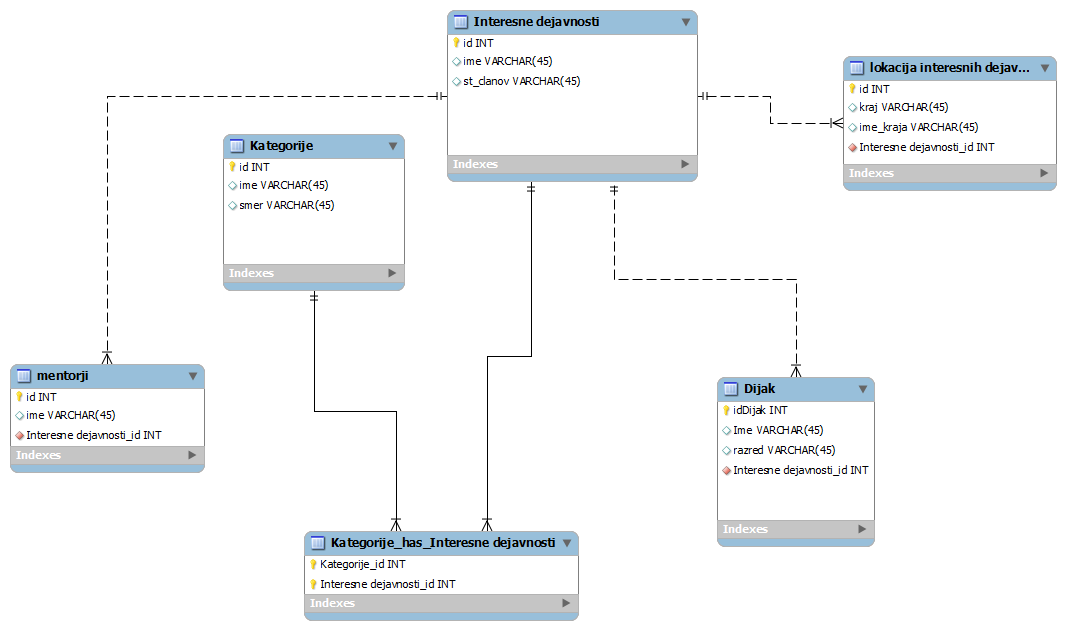 Interesne dejavnosti
id INT
ime VARCHAR(45)
st_clanov VARCHAR(45)
Indexes
lokacija interesnih dejav...
id INT
kraj VARCHAR(45)
ime_kraja VARCHAR(45)
Interesne dejavnosti_id INT
Indexes
Kategorije
id INT
ime VARCHAR(45)
smer VARCHAR(45)
Indexes
mentorji
id INT
ime VARCHAR(45)
Interesne dejavnosti_id INT
Indexes
Dijak
idDijak INT
Ime VARCHAR(45)
razred VARCHAR(45)
Interesne dejavnosti_id INT
Indexes
Kategorije_has_Interesne dejavnosti
Kategorije_id INT
Interesne dejavnosti_id INT
Indexes